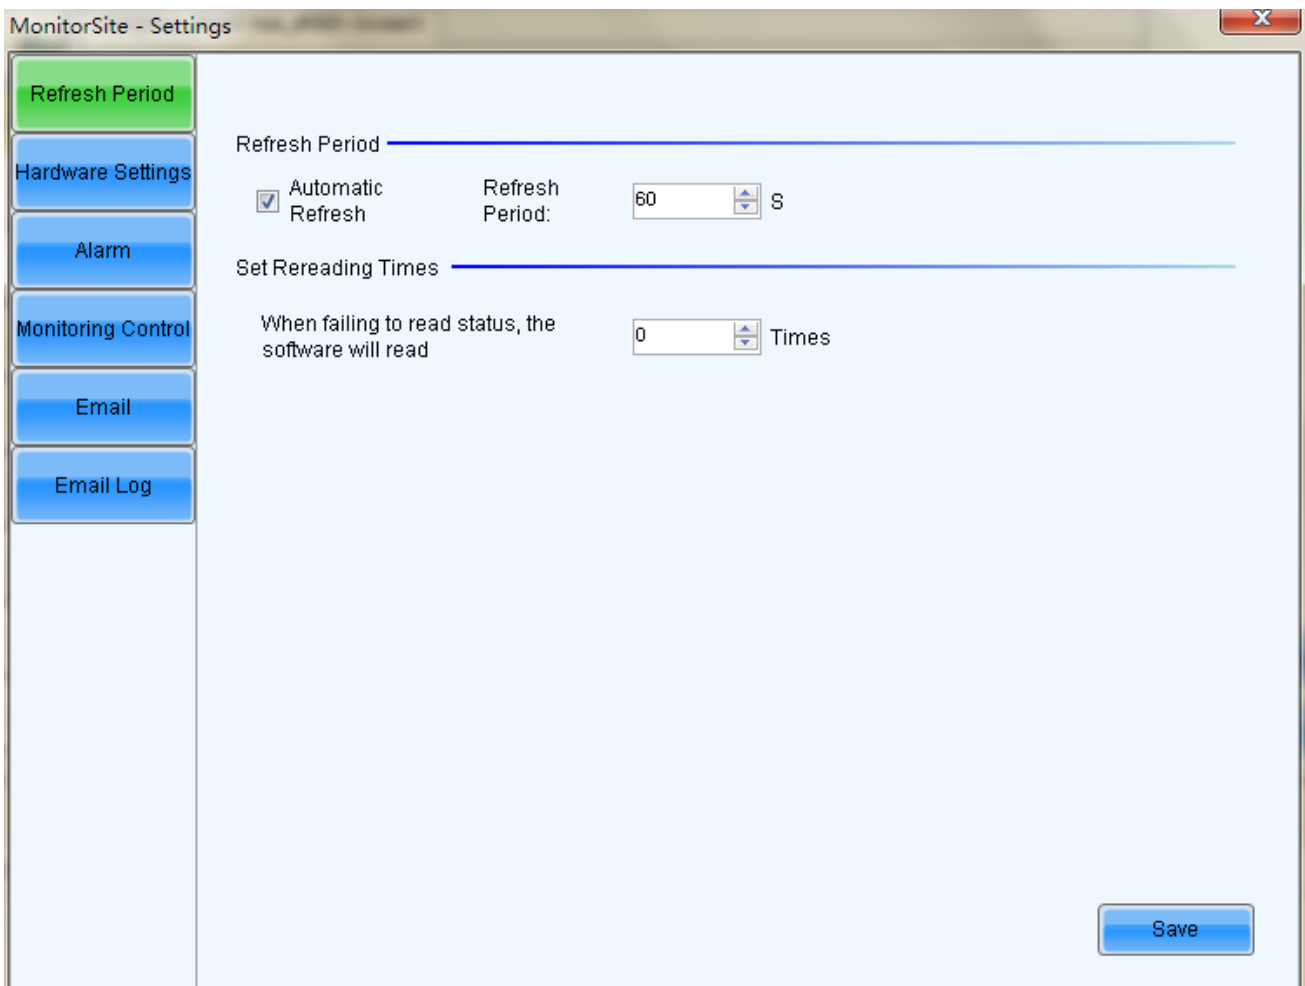 MonitorSite - Settings
Refresh Period
Hardware Settings
Alarm
Monitoring Control
Email
Email Log
Refresh Period
Automatic
Refresh
Refresh
Period:
60
S
Set Rereading Times
When failing to read status, the
software will read
0
Times
Save